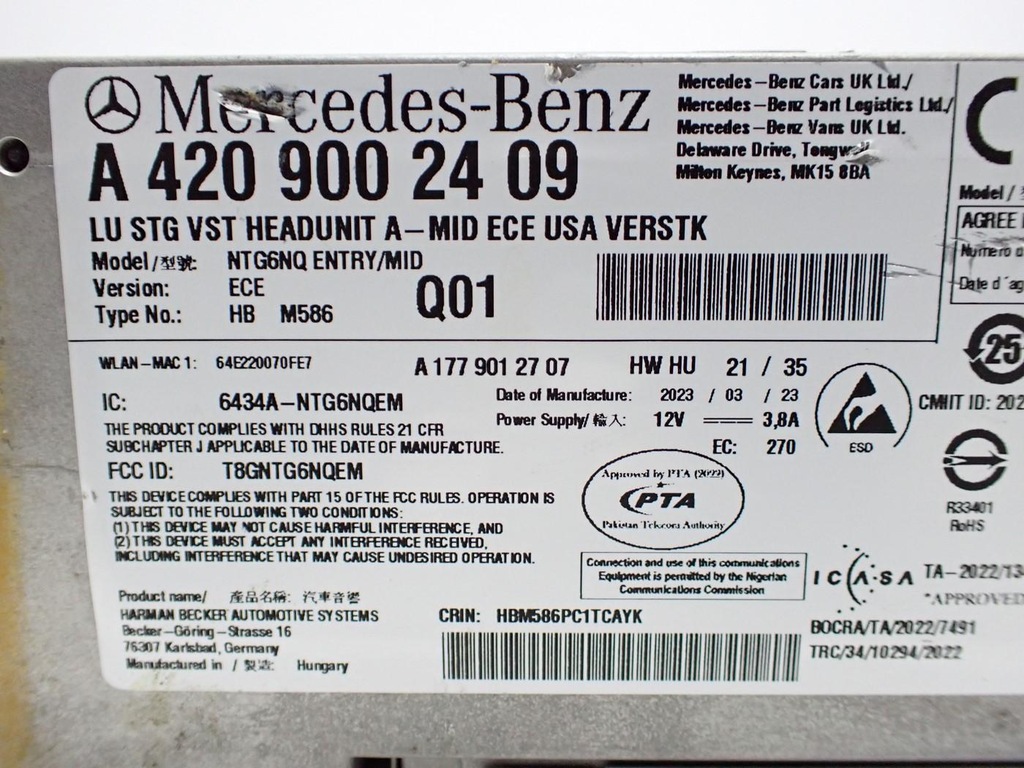 Mercedes-Benz
A 420 900 24 09
LU STG VST HEADUNIT A-MID ECE USA VERSTK
Model/型號: NTG6NQ ENTRY/MID
Version: ECE
Type No.: HB M586
Q01
Mercedes-Benz Cars UK Ltd./
Mercedes-Benz Part Logistics Ltd./
Mercedes-Benz Vans UK Ltd.
Delaware Drive, Tongwell
Milton Keynes, MK15 8BA
WLAN-MAC 1: 64E220070FE7
A 177 901 27 07 HW HU 21 / 35
Date of Manufacture: 2023 / 03 / 23
Power Supply/ 輸入: 12V 3,8A
EC: 270
IC: 6434A-NTG6NQEM
THE PRODUCT COMPLIES WITH DHHS RULES 21 CFR
SUBCHAPTER J APPLICABLE TO THE DATE OF MANUFACTURE.
FCC ID: T8GNTG6NQEM
THIS DEVICE COMPLIES WITH PART 15 OF THE FCC RULES. OPERATION IS
SUBJECT TO THE FOLLOWING TWO CONDITIONS:
(1) THIS DEVICE MAY NOT CAUSE HARMFUL INTERFERENCE, AND
(2) THIS DEVICE MUST ACCEPT ANY INTERFERENCE RECEIVED,
INCLUDING INTERFERENCE THAT MAY CAUSE UNDESIRED OPERATION.
Product name/ 產品名稱: 汽車音響
HARMAN BECKER AUTOMOTIVE SYSTEMS
Becker-Göring-Strasse 16
76307 Karlsbad, Germany
Manufactured in / 製造: Hungary
Approved by PTA (2022)
PTA
Pakistan Telecom Authority
Connection and use of this communications
Equipment is permitted by the Nigerian
Communications Commission
CRIN: HBM586PC1TCAYK
ESD
ICASA
TA-2022/13
*APPROVED
BOCRA/TA/2022/7491
TRC/34/10294/2022
Model /
AGREE
Numero d
Date d´ag
25
CMIIT ID: 202
R33401
RoHS